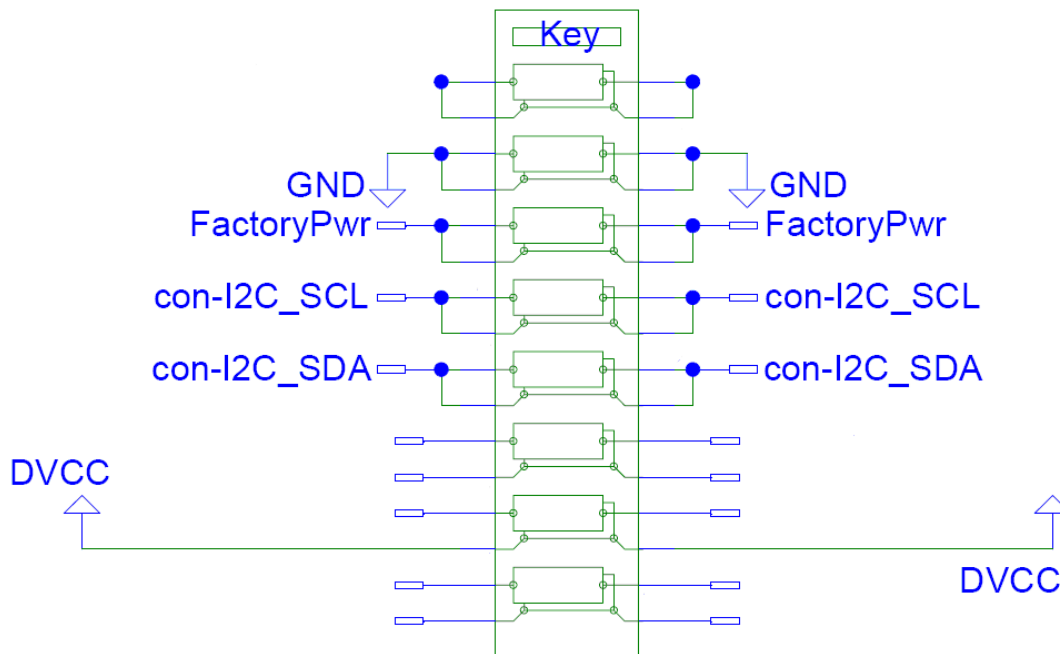 Key
GND GND
FactoryPwr FactoryPwr
con-I2C_SCL con-I2C_SCL
con-I2C_SDA con-I2C_SDA
DVCC
DVCC